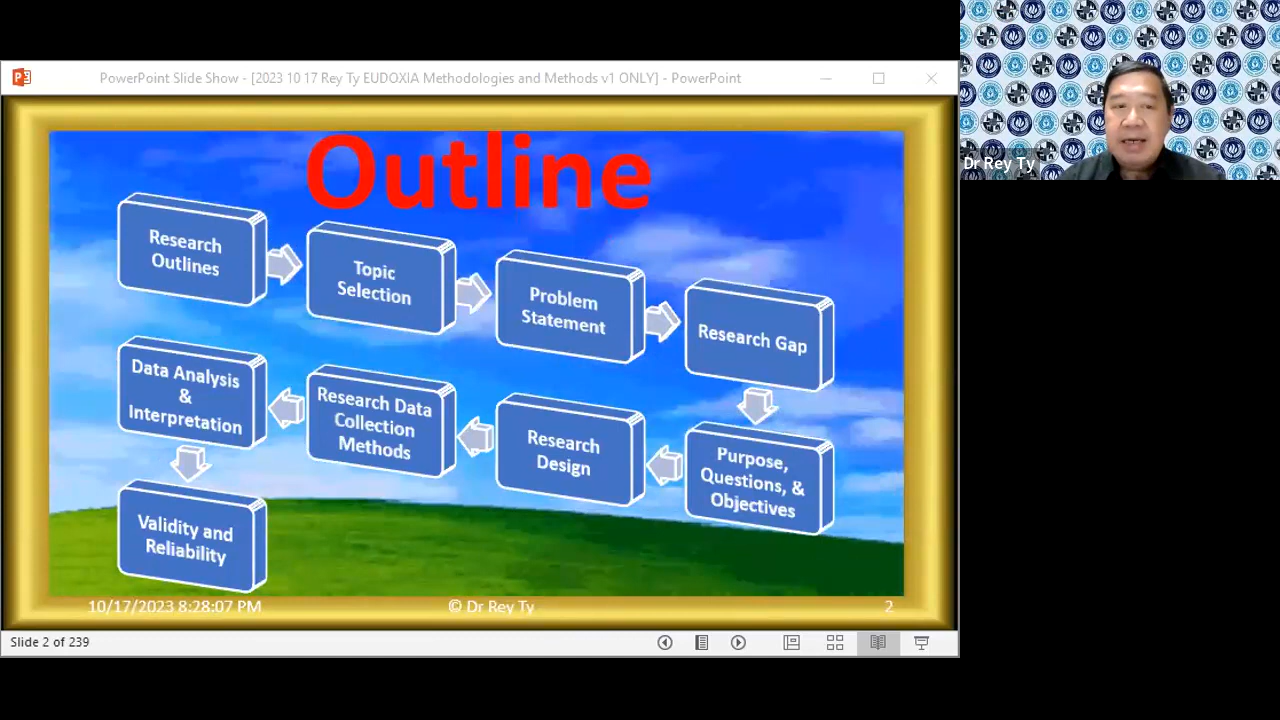 PowerPoint Slide Show - [2023 10 17 Rey Ty EUDOXIA Methodologies and Methods v1 ONLY] - PowerPoint
Dr Rey Ty
Outline
Research
Outlines
Topic
Selection
Problem
Statement
Research Gap
Purpose,
Questions, &
Objectives
Research
Design
Research Data
Collection
Methods
Data Analysis
&
Interpretation
Validity and
Reliability
10/17/2023 8:28:07 PM
© Dr Rey Ty
2
Slide 2 of 239